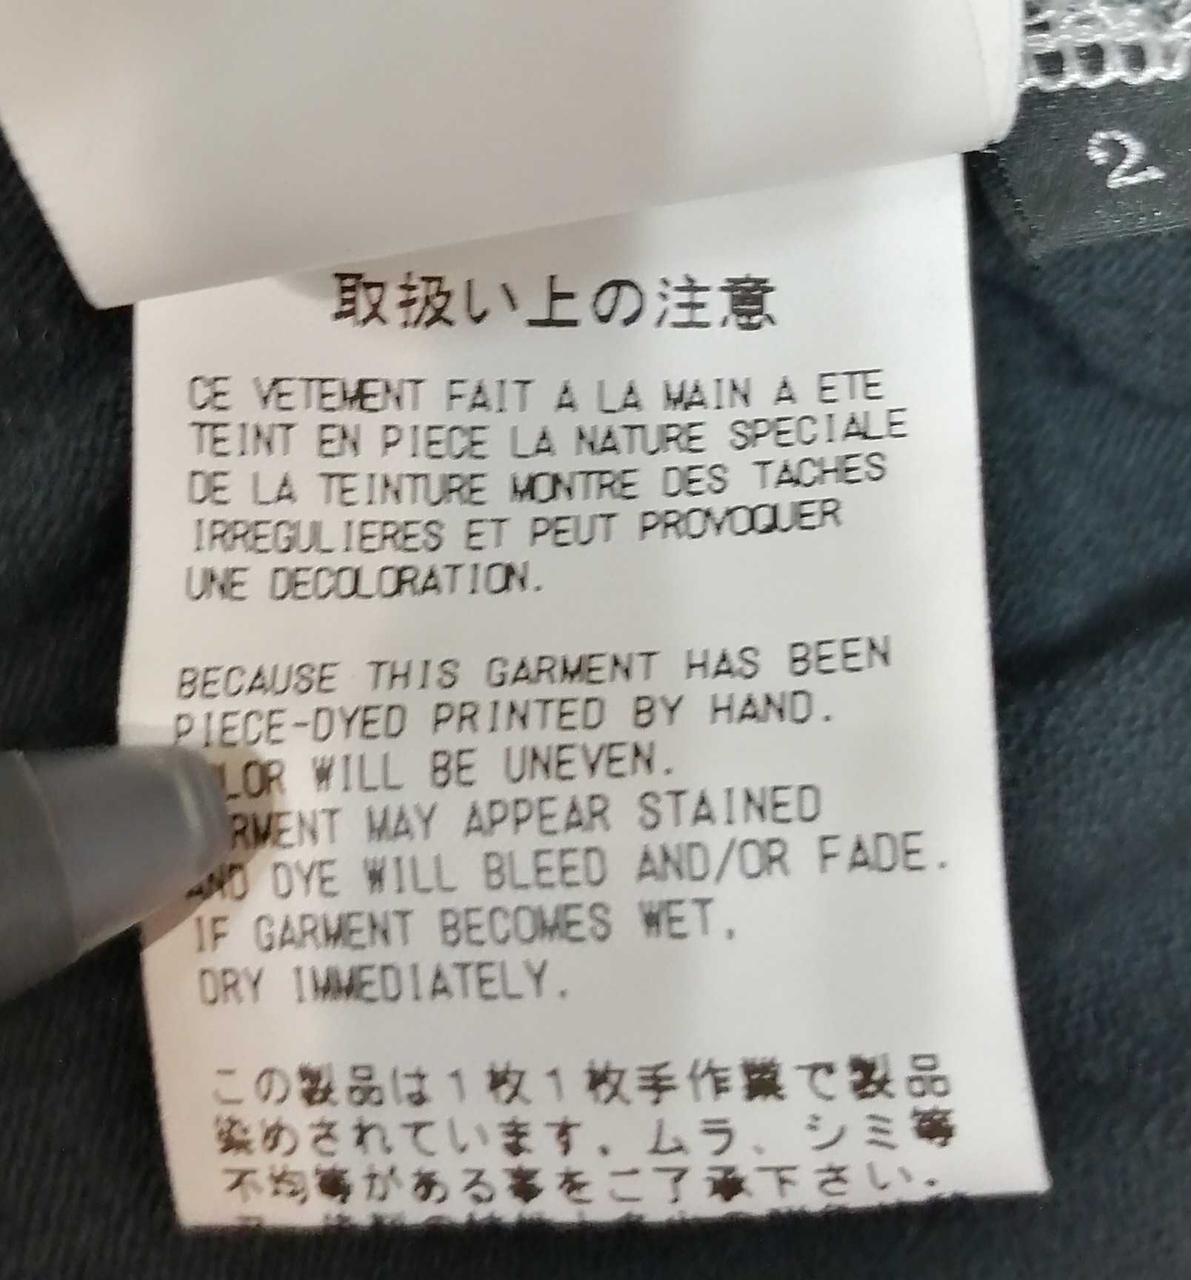 2
取扱い上の注意
CE VETEMENT FAIT A LA MAIN A ETE
TEINT EN PIECE LA NATURE SPECIALE
DE LA TEINTURE MONTRE DES TACHES
IRREGULIERES ET PEUT PROVOQUER
UNE DECOLORATION.
BECAUSE THIS GARMENT HAS BEEN
PIECE-DYED PRINTED BY HAND.
LOR WILL BE UNEVEN.
RMENT MAY APPEAR STAINED
AND DYE WILL BLEED AND/OR FADE.
IF GARMENT BECOMES WET,
DRY IMMEDIATELY.
この製品は1枚1枚手作業で製品
染めされています。ムラ、シミ等
不均等がある事をご了承下さい。